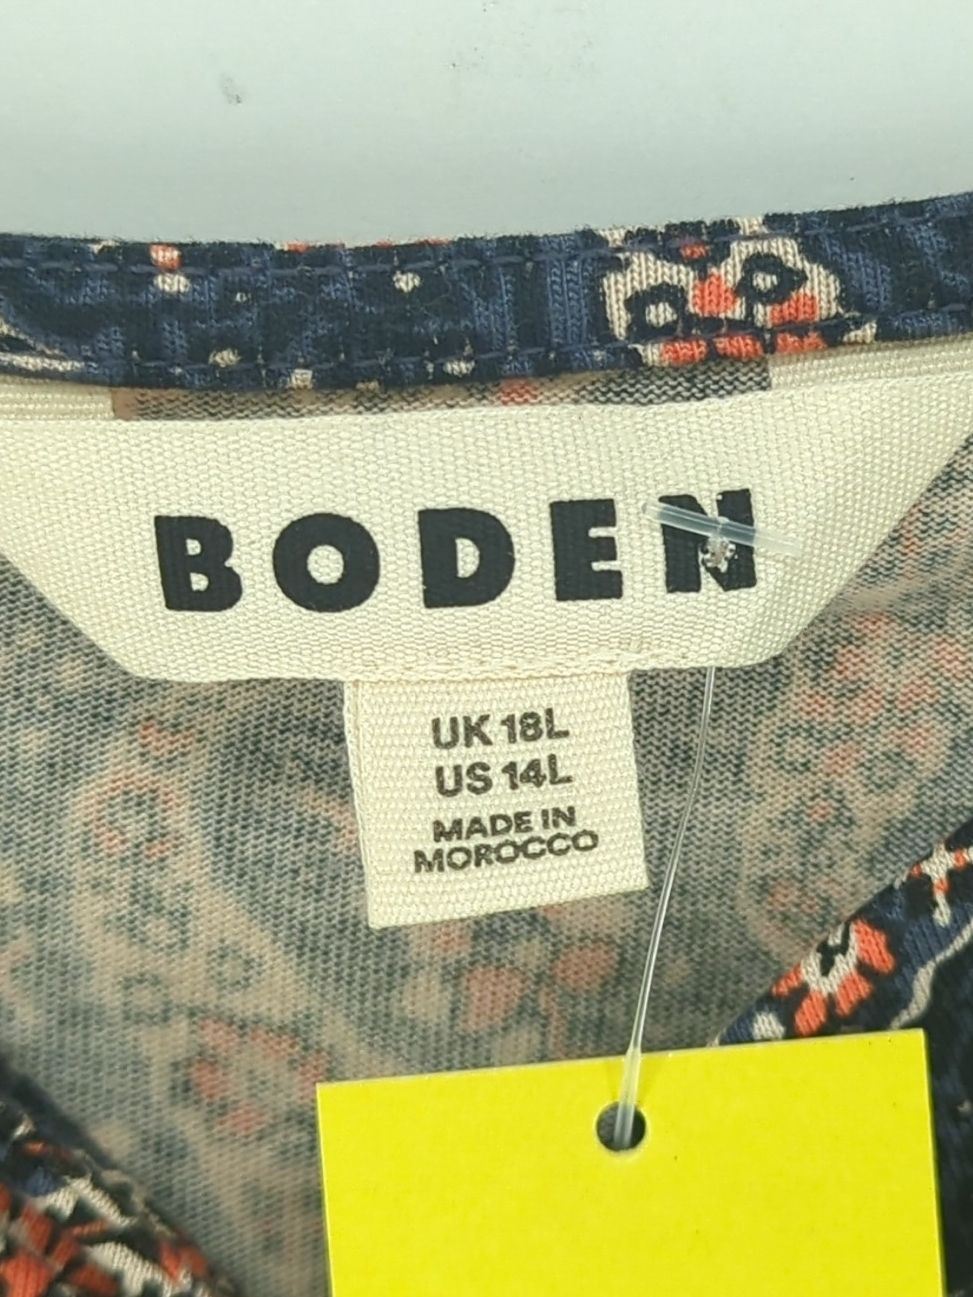 BODEN
UK 18L
US 14L
MADE IN
MOROCCO